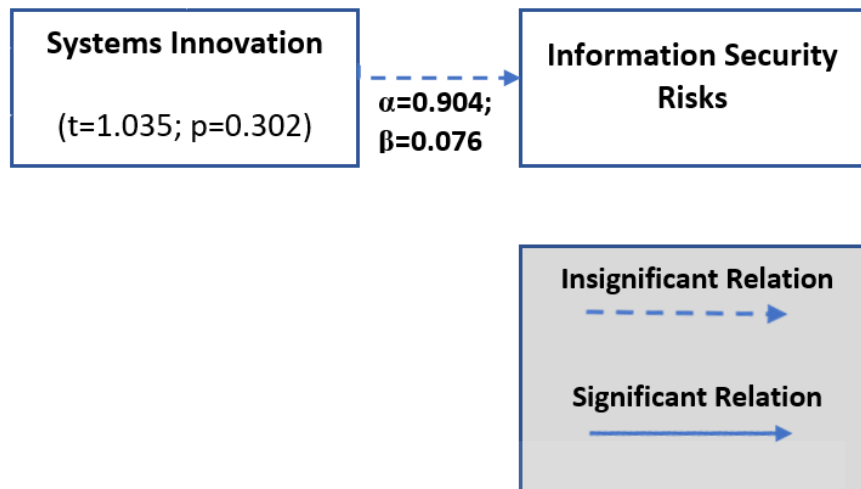 Systems Innovation
(t=1.035; p=0.302)
α=0.904;
β=0.076
Information Security
Risks
Insignificant Relation
Significant Relation